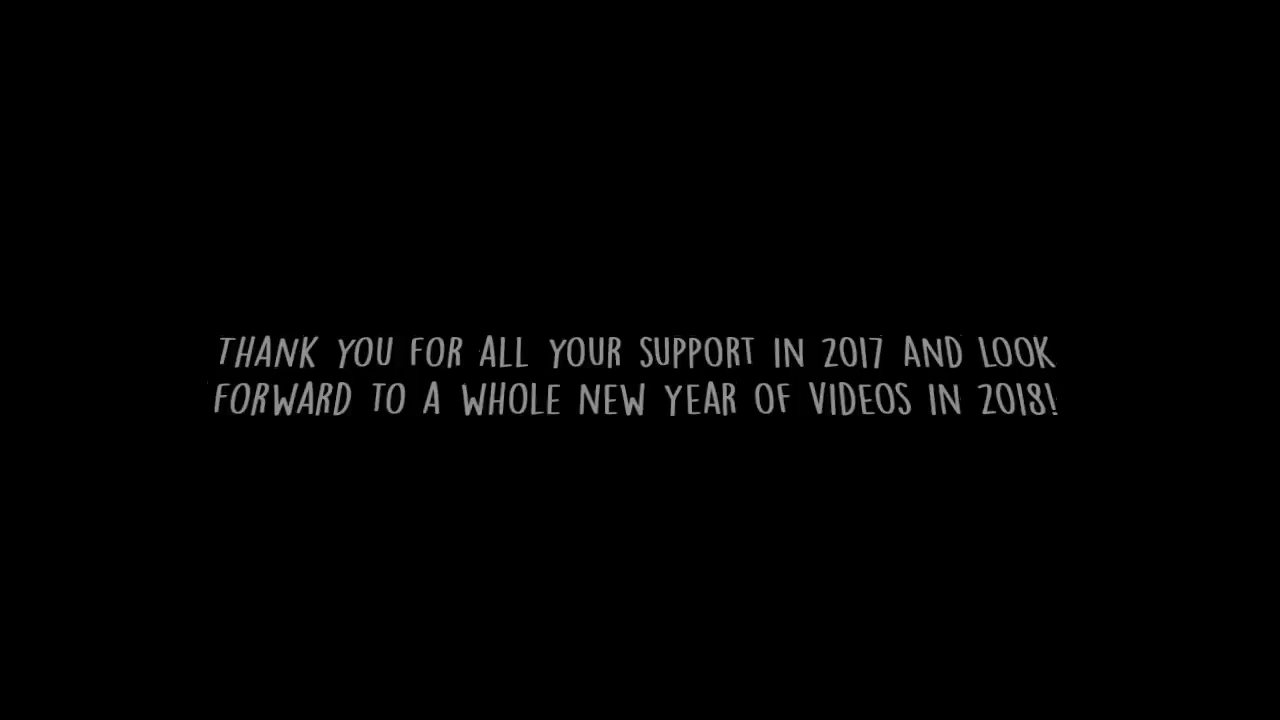 THANK YOU FOR ALL YOUR SUPPORT IN 2017 AND LOOK
FORWARD TO A WHOLE NEW YEAR OF VIDEOS IN 2018!